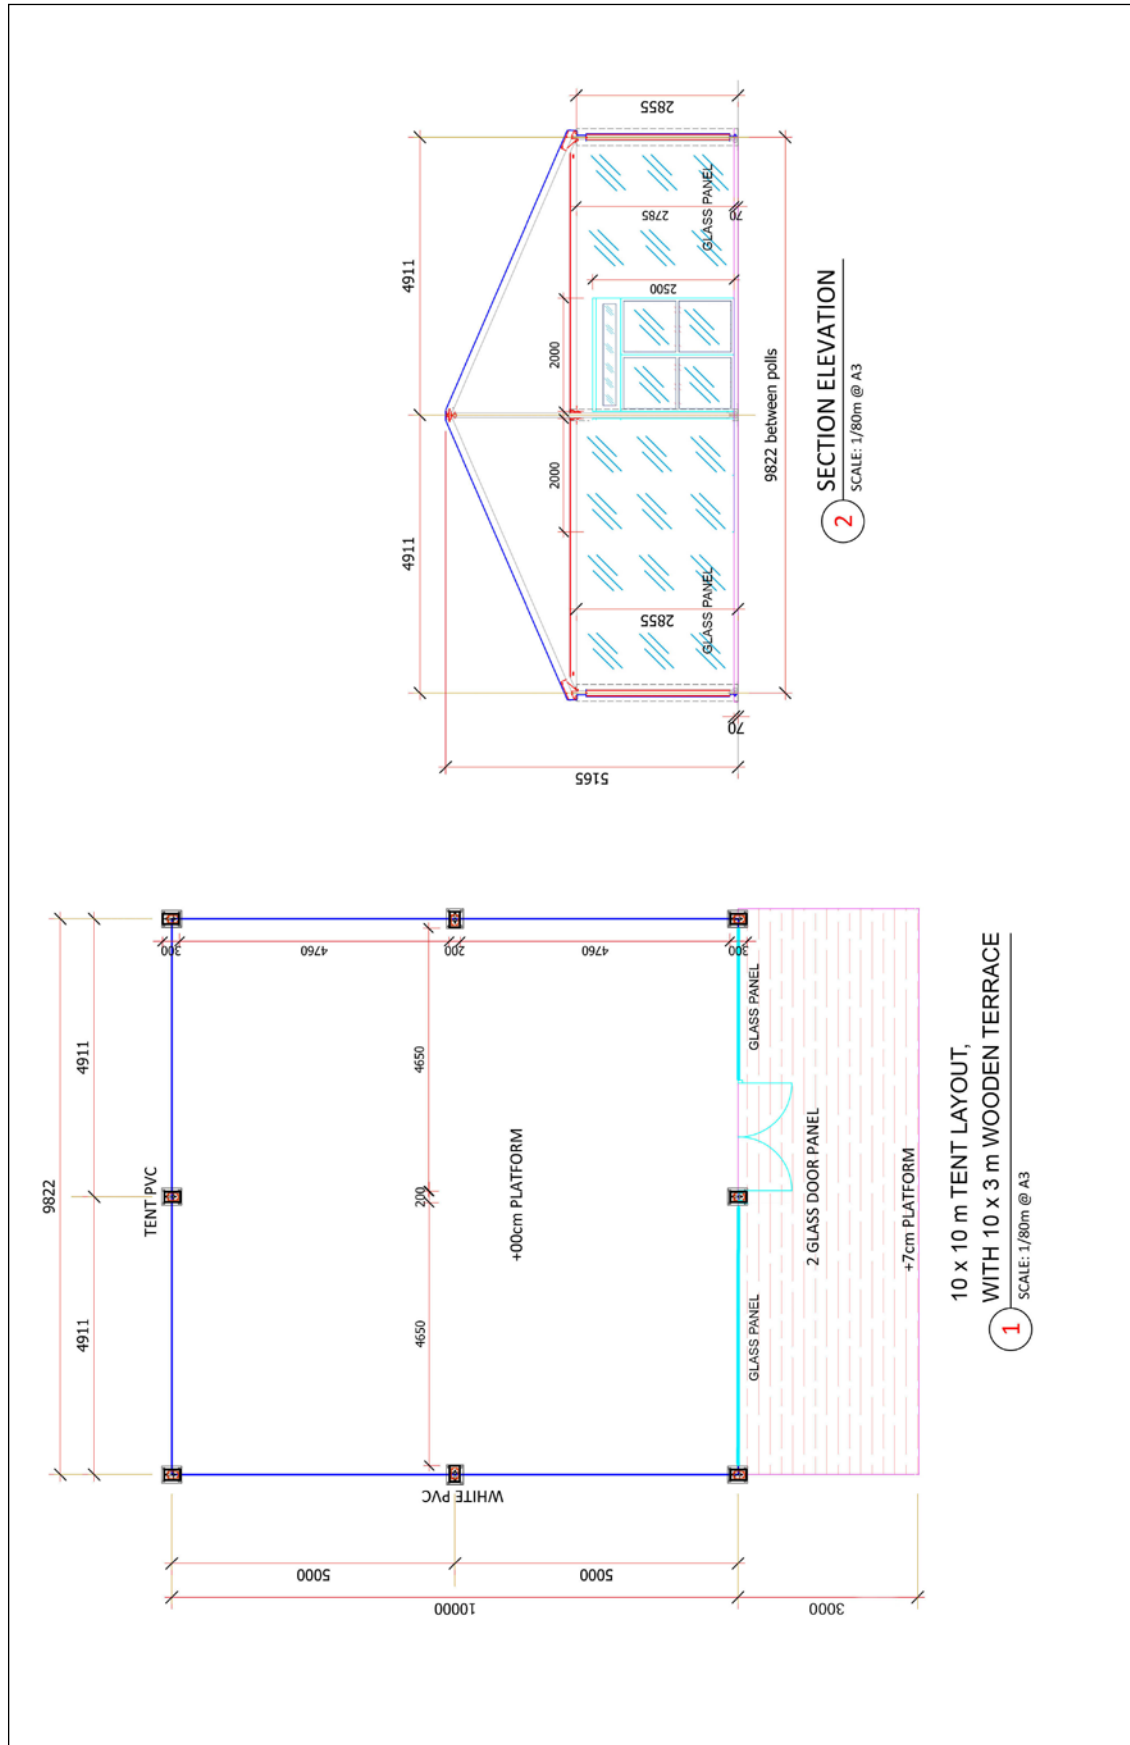 4911
4911
2855
2785
70
GLASS PANEL
2500
2000
2000
GLASS PANEL
2855
9822 between polls
70
5165
2
SECTION ELEVATION
SCALE: 1/80m @ A3
9822
4911
4911
TENT PVC
300
4760
200
4760
300
4650
200
4650
+00cm PLATFORM
WHITE PVC
GLASS PANEL
GLASS PANEL
2 GLASS DOOR PANEL
+7cm PLATFORM
5000
5000
10000
3000
1
10 x 10 m TENT LAYOUT,
WITH 10 x 3 m WOODEN TERRACE
SCALE: 1/80m @ A3